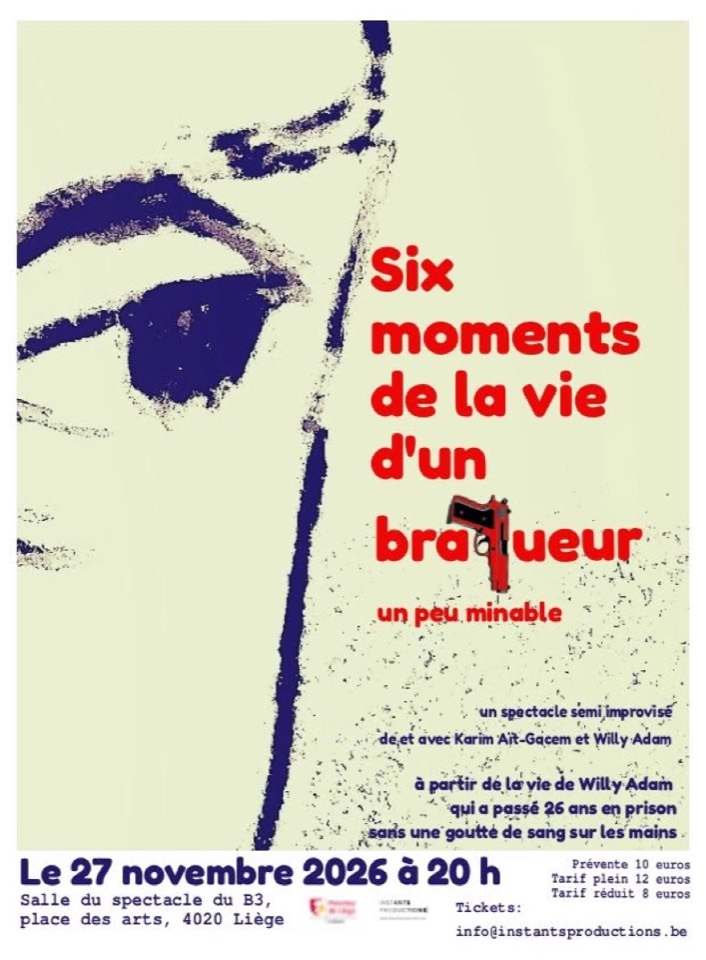 Six
moments
de la vie
d'un
braqueur
un peu minable
un spectacle semi improvisé
de et avec Karim Aït-Gacem et Willy Adam
à partir de la vie de Willy Adam
qui a passé 26 ans en prison
sans une goutte de sang sur les mains
Le 27 novembre 2026 à 20 h
Salle du spectacle du B3,
place des arts, 4020 Liège
INSTANTS
PRODUCTIONS
Prévente 10 euros
Tarif plein 12 euros
Tarif réduit 8 euros
Tickets:
info@instantsproductions.be